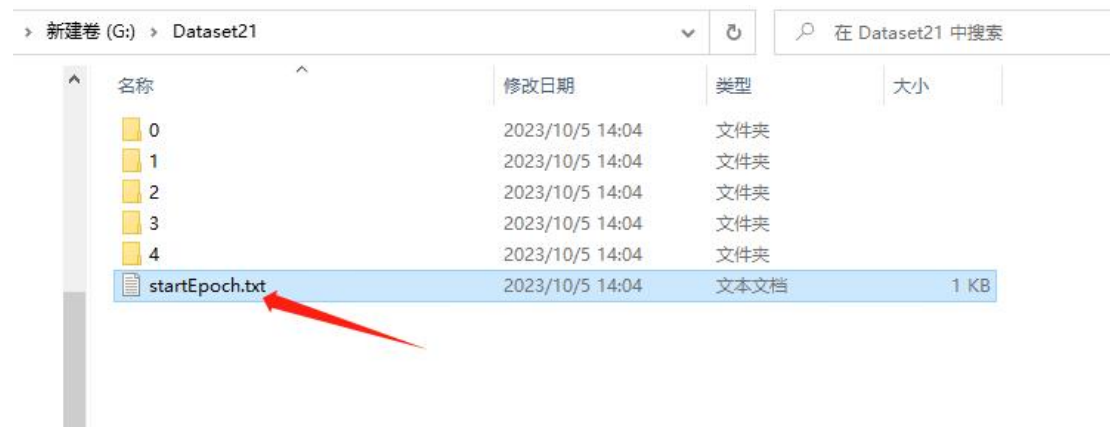 › 新建卷 (G:) › Dataset21 在 Dataset21 中搜索
名称 修改日期 类型 大小
0 2023/10/5 14:04 文件夹
1 2023/10/5 14:04 文件夹
2 2023/10/5 14:04 文件夹
3 2023/10/5 14:04 文件夹
4 2023/10/5 14:04 文件夹
startEpoch.txt 2023/10/5 14:04 文本文档 1 KB